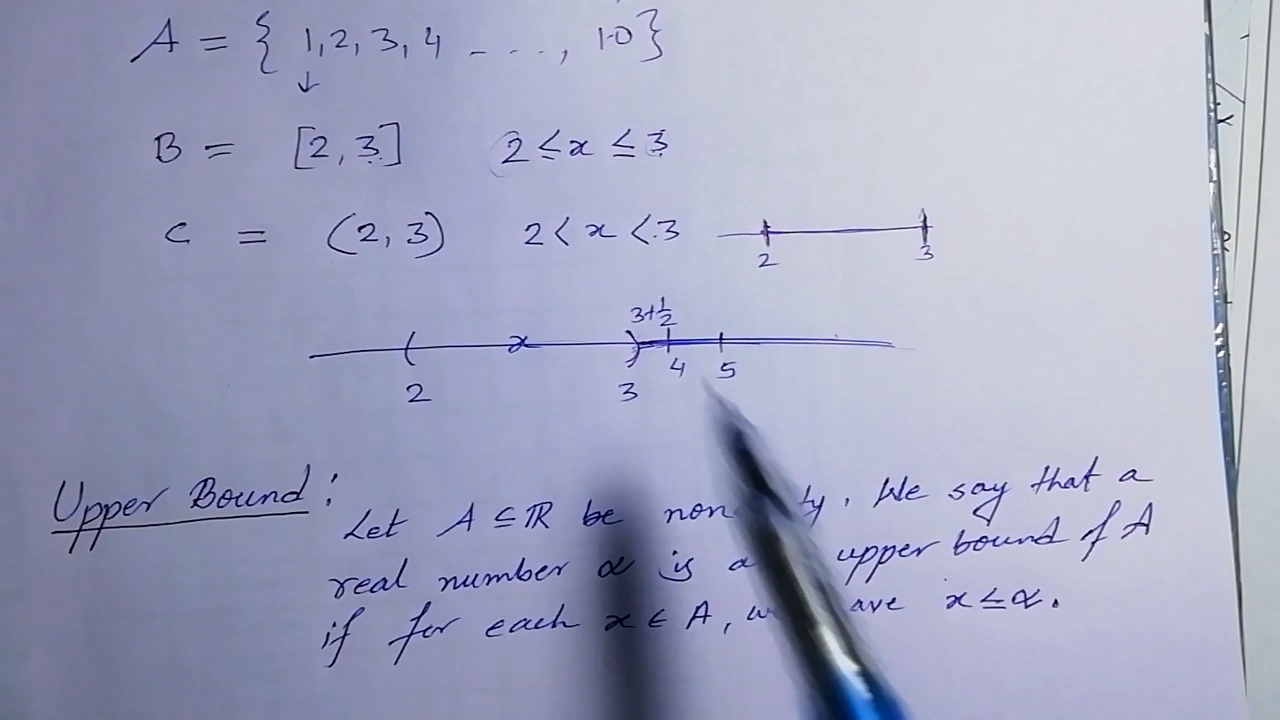 A = { 1, 2, 3, 4 - - - -, 10 }
↓
B = [2, 3] 2 ≤ x ≤ 3
C = (2, 3) 2 < x < 3
2 3
3+1/2
( x )
2 3 4 5
Upper Bound :
Let A ⊆ ℝ be non ty. We say that a
real number α is a upper bound of A
if for each x ∈ A, w ave x ≤ α.